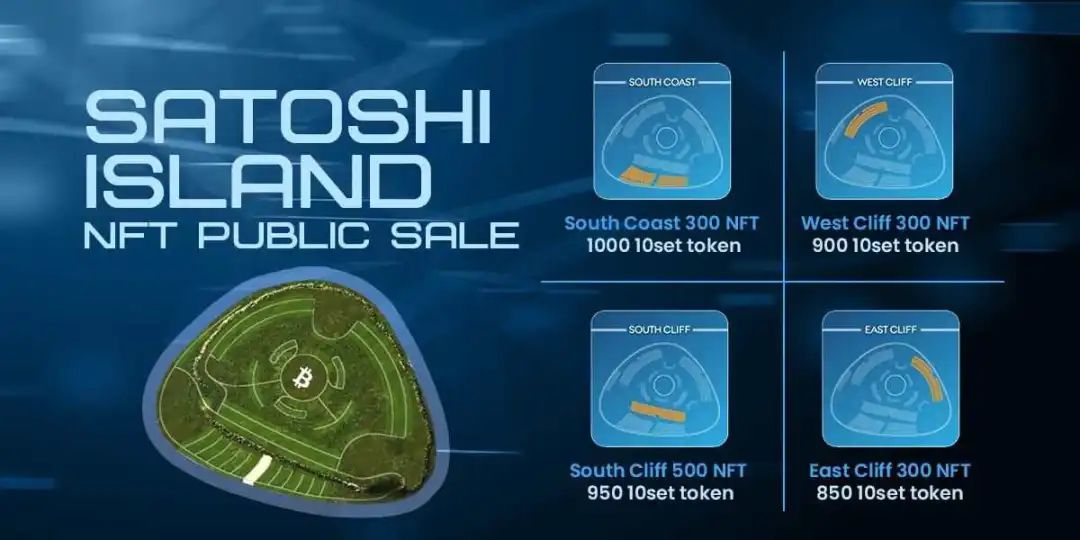 SATOSHI
ISLAND
NFT PUBLIC SALE
SOUTH COAST
South Coast 300 NFT
1000 10set token
WEST CLIFF
West Cliff 300 NFT
900 10set token
SOUTH CLIFF
South Cliff 500 NFT
950 10set token
EAST CLIFF
East Cliff 300 NFT
850 10set token